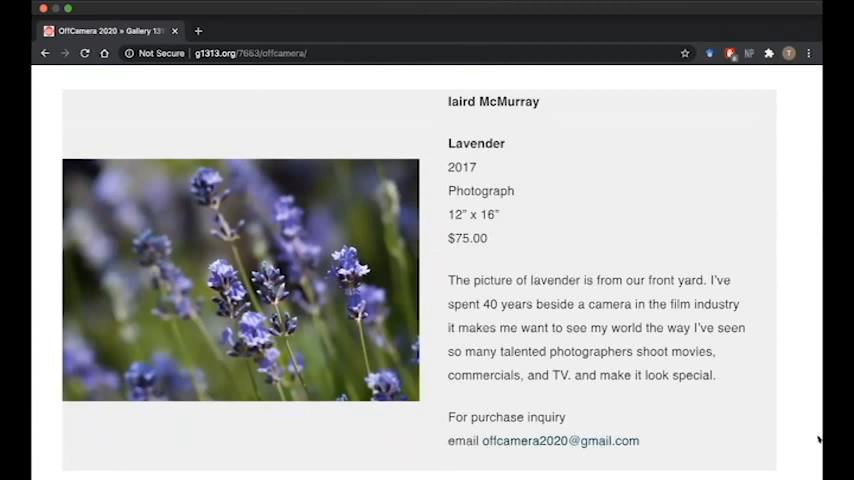 OffCamera 2020 » Gallery 131
Not Secure
g1313.org/7663/offcamera/
NP
T
laird McMurray
Lavender
2017
Photograph
12” x 16”
$75.00
The picture of lavender is from our front yard. I’ve
spent 40 years beside a camera in the film industry
it makes me want to see my world the way I’ve seen
so many talented photographers shoot movies,
commercials, and TV. and make it look special.
For purchase inquiry
email offcamera2020@gmail.com